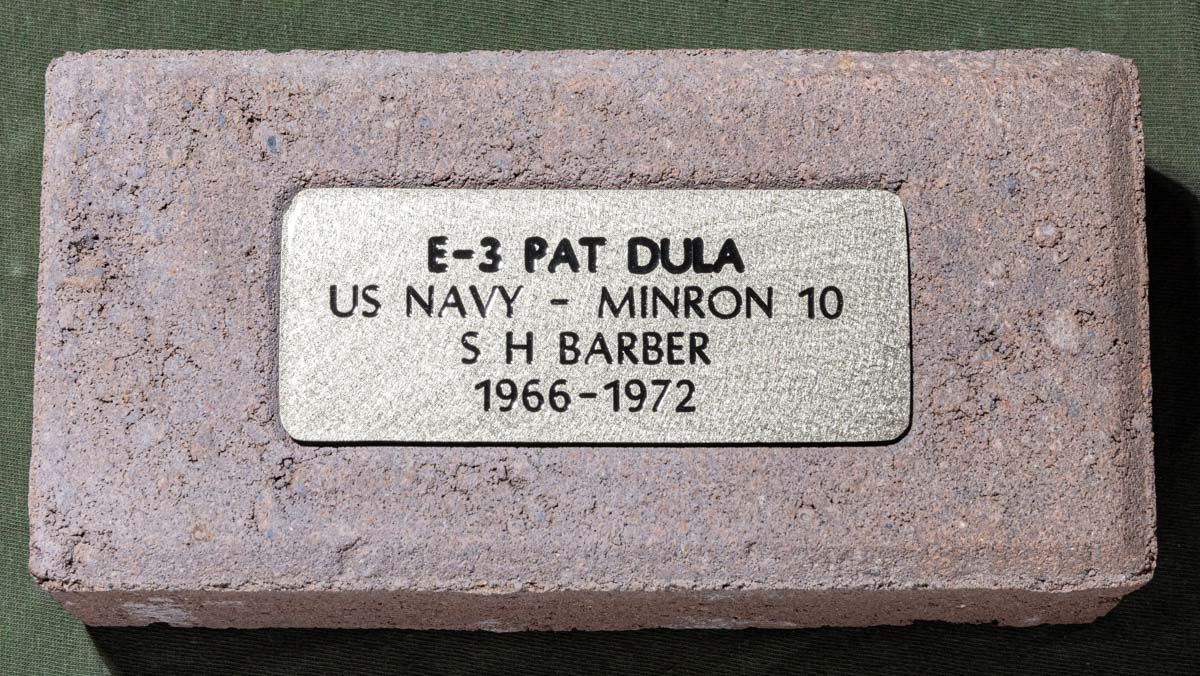 E-3 PAT DULA
US NAVY - MINRON 10
S H BARBER
1966-1972